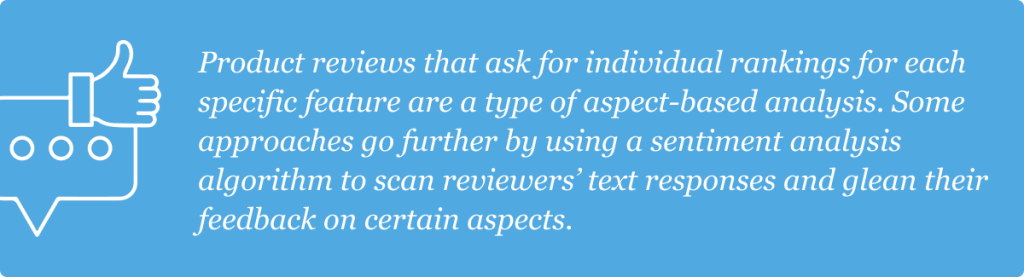 Product reviews that ask for individual rankings for each
specific feature are a type of aspect-based analysis. Some
approaches go further by using a sentiment analysis
algorithm to scan reviewers’ text responses and glean their
feedback on certain aspects.